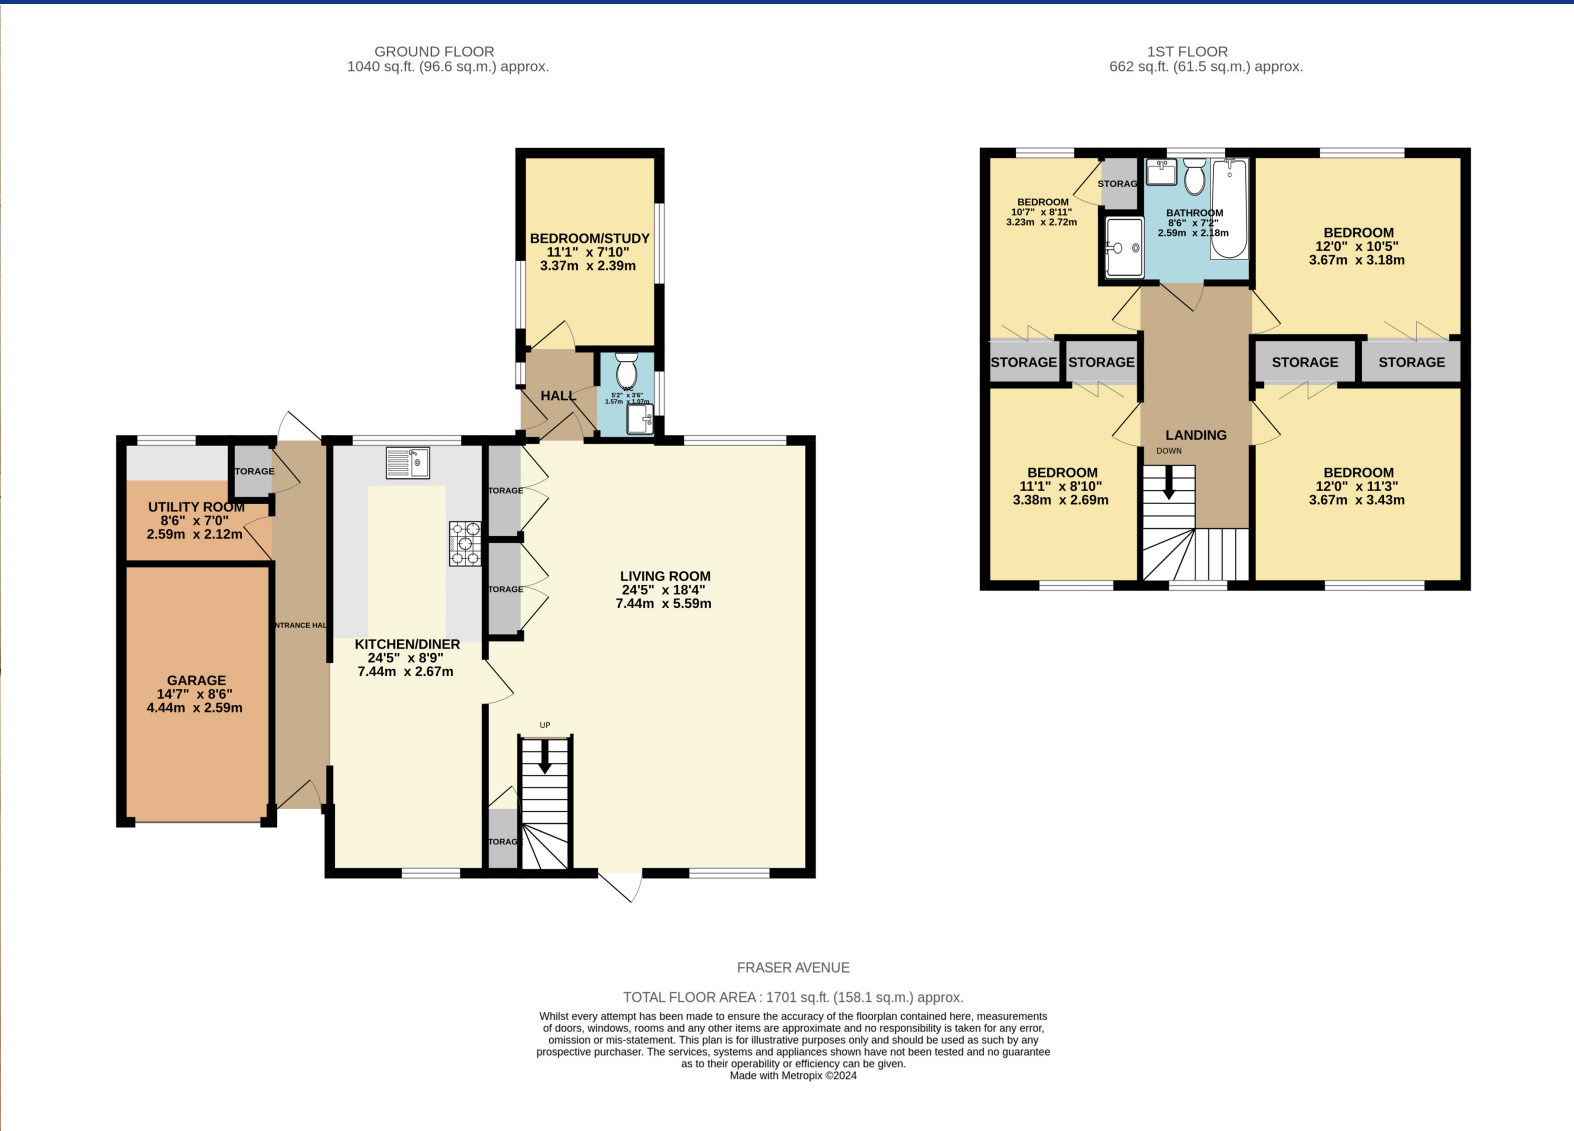 GROUND FLOOR
1040 sq.ft. (96.6 sq.m.) approx.
1ST FLOOR
662 sq.ft. (61.5 sq.m.) approx.
BEDROOM/STUDY
11'1" x 7'10"
3.37m x 2.39m
HALL
WC
5'2" x 3'6"
1.57m x 1.07m
TORAGE
UTILITY ROOM
8'6" x 7'0"
2.59m x 2.12m
TORAGE
TORAGE
LIVING ROOM
24'5" x 18'4"
7.44m x 5.59m
NTRANCE HAL
KITCHEN/DINER
24'5" x 8'9"
7.44m x 2.67m
GARAGE
14'7" x 8'6"
4.44m x 2.59m
UP
TORAG
BEDROOM
10'7" x 8'11"
3.23m x 2.72m
STORAG
BATHROOM
8'6" x 7'2"
2.59m x 2.18m
BEDROOM
12'0" x 10'5"
3.67m x 3.18m
STORAGE
STORAGE
STORAGE
STORAGE
LANDING
DOWN
BEDROOM
11'1" x 8'10"
3.38m x 2.69m
BEDROOM
12'0" x 11'3"
3.67m x 3.43m
FRASER AVENUE
TOTAL FLOOR AREA : 1701 sq.ft. (158.1 sq.m.) approx.
Whilst every attempt has been made to ensure the accuracy of the floorplan contained here, measurements
of doors, windows, rooms and any other items are approximate and no responsibility is taken for any error,
omission or mis-statement. This plan is for illustrative purposes only and should be used as such by any
prospective purchaser. The services, systems and appliances shown have not been tested and no guarantee
as to their operability or efficiency can be given.
Made with Metropix ©2024